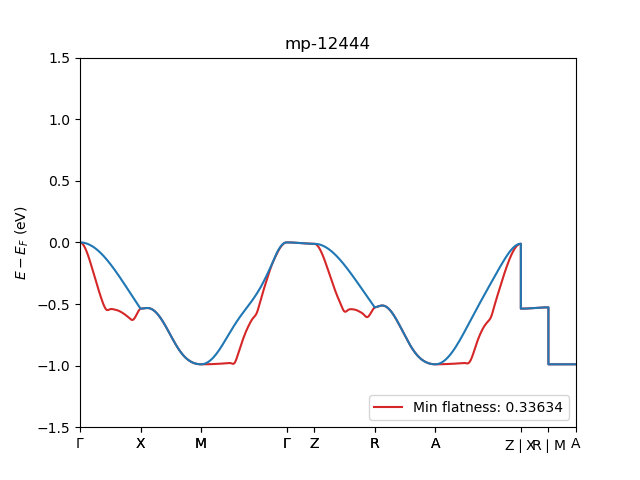 mp-12444
E − E_F (eV)
1.5
1.0
0.5
0.0
−0.5
−1.0
−1.5
Min flatness: 0.33634
Γ X M Γ Z R A Z | X R | M A